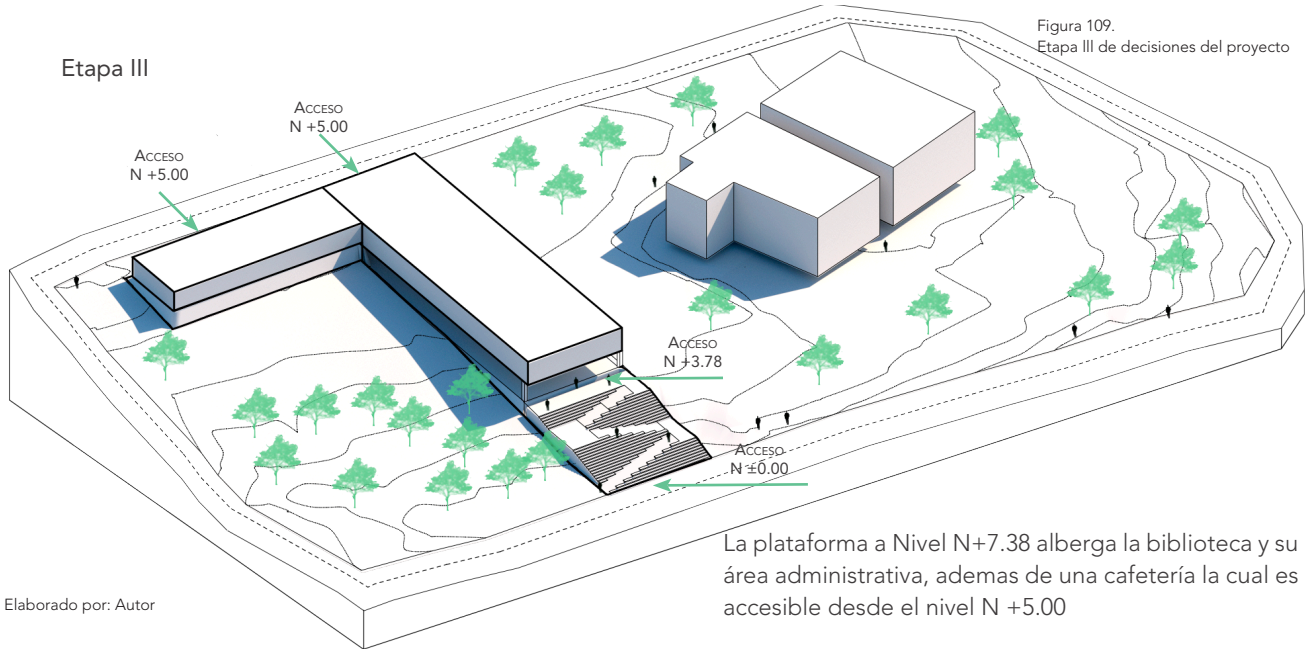 Figura 109.
Etapa III de decisiones del proyecto
Etapa III
Acceso
N +5.00
Acceso
N +5.00
Acceso
N +3.78
Acceso
N ±0.00
La plataforma a Nivel N+7.38 alberga la biblioteca y su
área administrativa, ademas de una cafetería la cual es
accesible desde el nivel N +5.00
Elaborado por: Autor